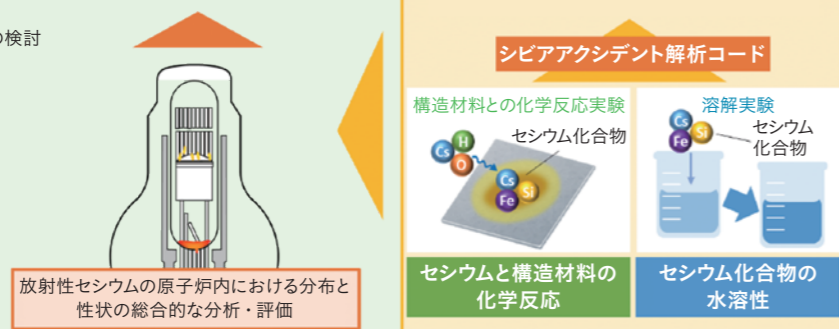 の検討
放射性セシウムの原子炉内における分布と
性状の総合的な分析・評価
シビアアクシデント解析コード
構造材料との化学反応実験
セシウム化合物
H
Cs
O
Cs
Si
Fe
セシウムと構造材料の
化学反応
溶解実験
Cs
Si
Fe
セシウム
化合物
セシウム化合物の
水溶性